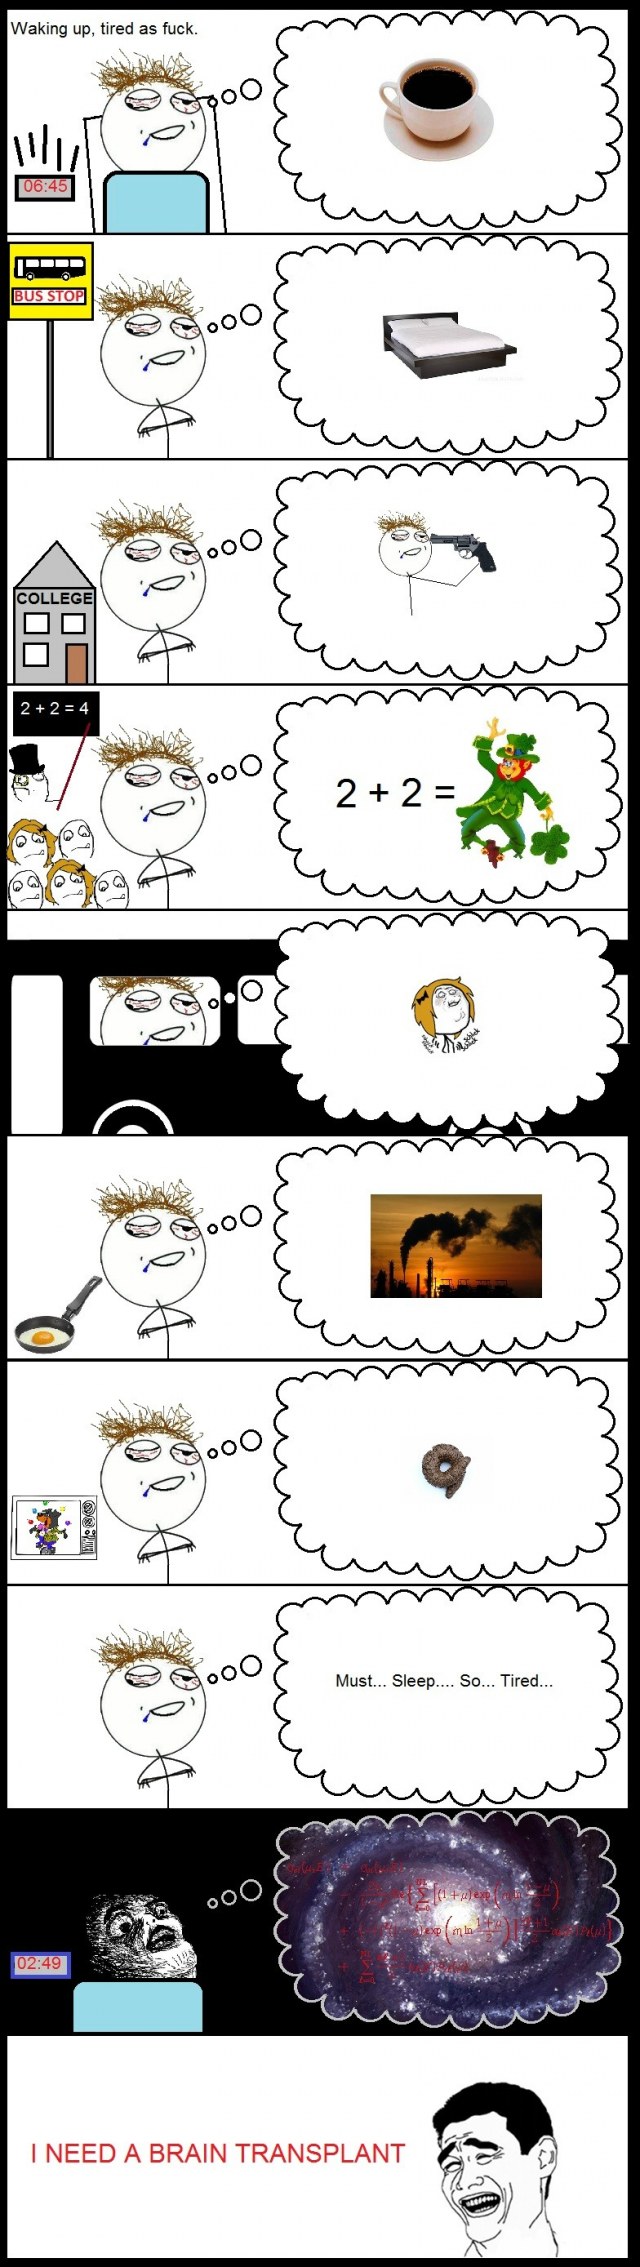 Waking up, tired as fuck.
06:45
BUS STOP
COLLEGE
2 + 2 = 4
2 + 2 =
Must... Sleep.... So... Tired...
02:49
I NEED A BRAIN TRANSPLANT